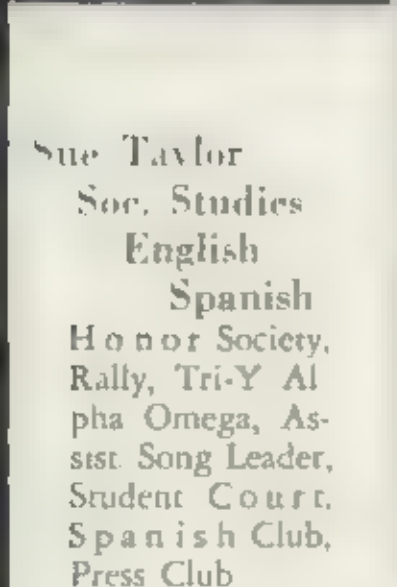 Sue Taylor
Soc. Studies
English
Spanish
Honor Society,
Rally, Tri-Y Al
pha Omega, As-
sist. Song Leader,
Student Court,
Spanish Club,
Press Club